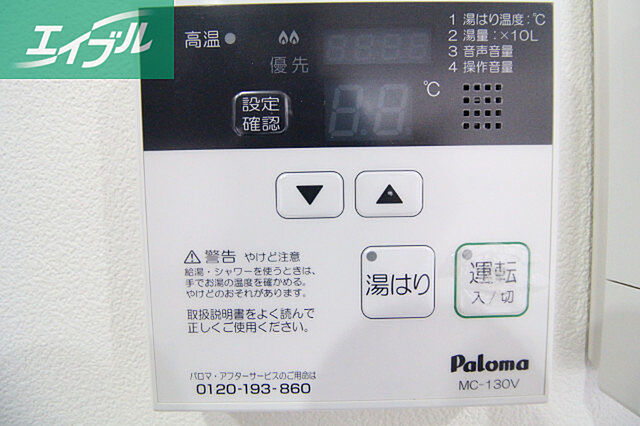 エイブル
高温
優先
1 湯はり温度:℃
2 湯量:×10L
3 音声音量
4 操作音量
設定
確認
℃
▼
▲
⚠警告 やけど注意
給湯・シャワーを使うときは、
手でお湯の温度を確かめる。
やけどのおそれがあります。
取扱説明書をよく読んで
正しくご使用ください。
湯はり
運転
入/切
パロマ・アフターサービスのご用命は
0120-193-860
Paloma
MC-130V